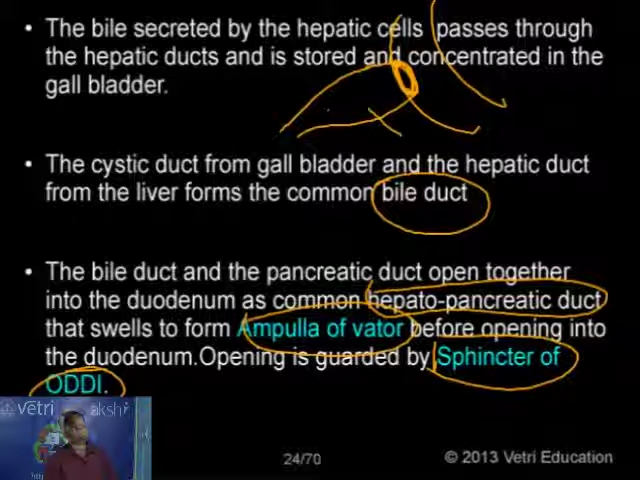 • The bile secreted by the hepatic cells passes through
the hepatic ducts and is stored and concentrated in the
gall bladder.
• The cystic duct from gall bladder and the hepatic duct
from the liver forms the common bile duct
• The bile duct and the pancreatic duct open together
into the duodenum as common hepato-pancreatic duct
that swells to form Ampulla of vator before opening into
the duodenum.Opening is guarded by Sphincter of
ODDI.
vëtri akshr
24/70
© 2013 Vetri Education